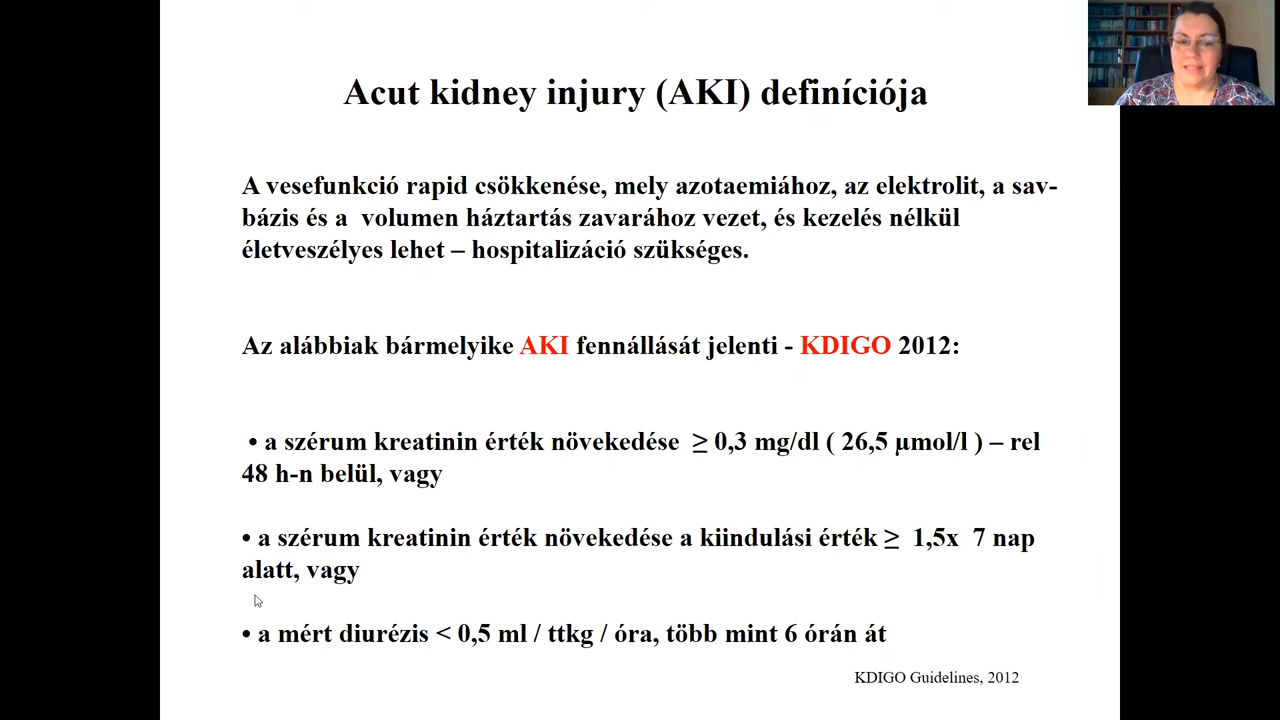 Acut kidney injury (AKI) definíciója
A vesefunkció rapid csökkenése, mely azotaemiához, az elektrolit, a sav-
bázis és a volumen háztartás zavarához vezet, és kezelés nélkül
életveszélyes lehet – hospitalizáció szükséges.
Az alábbiak bármelyike AKI fennállását jelenti - KDIGO 2012:
• a szérum kreatinin érték növekedése ≥ 0,3 mg/dl ( 26,5 µmol/l ) – rel
48 h-n belül, vagy
• a szérum kreatinin érték növekedése a kiindulási érték ≥ 1,5x 7 nap
alatt, vagy
• a mért diurézis < 0,5 ml / ttkg / óra, több mint 6 órán át
KDIGO Guidelines, 2012